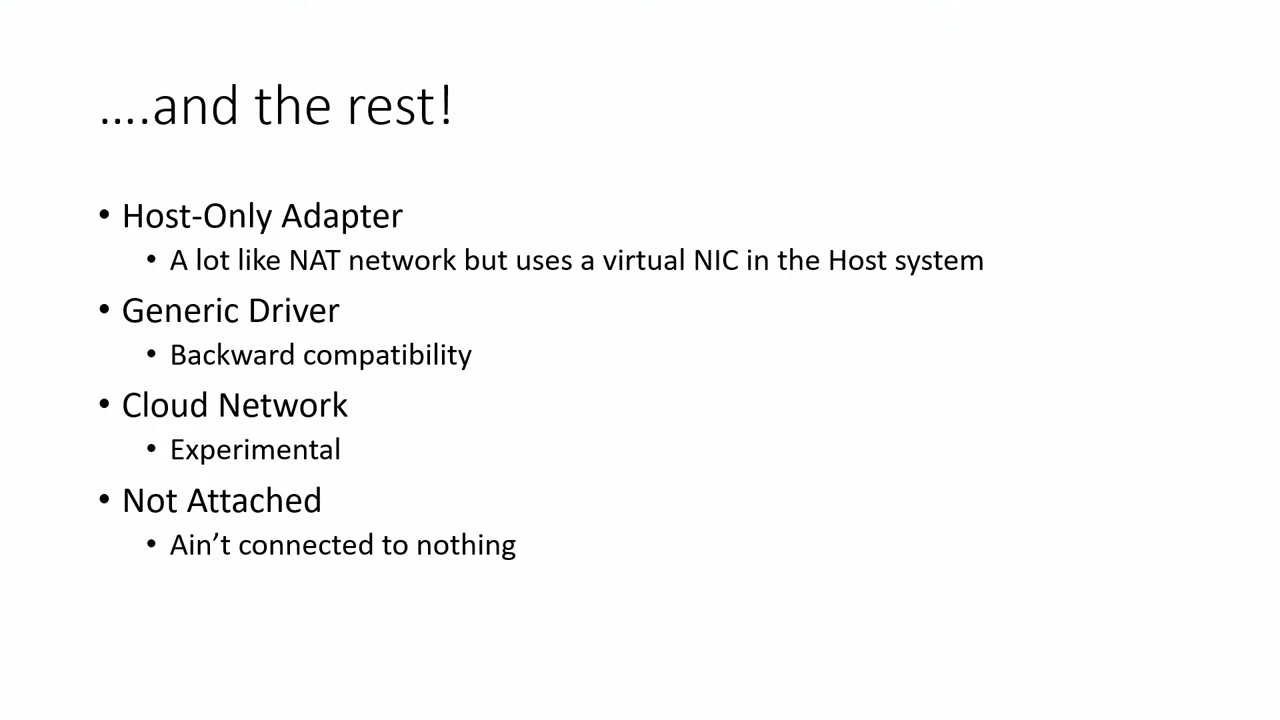 ....and the rest!
• Host-Only Adapter
• A lot like NAT network but uses a virtual NIC in the Host system
• Generic Driver
• Backward compatibility
• Cloud Network
• Experimental
• Not Attached
• Ain’t connected to nothing